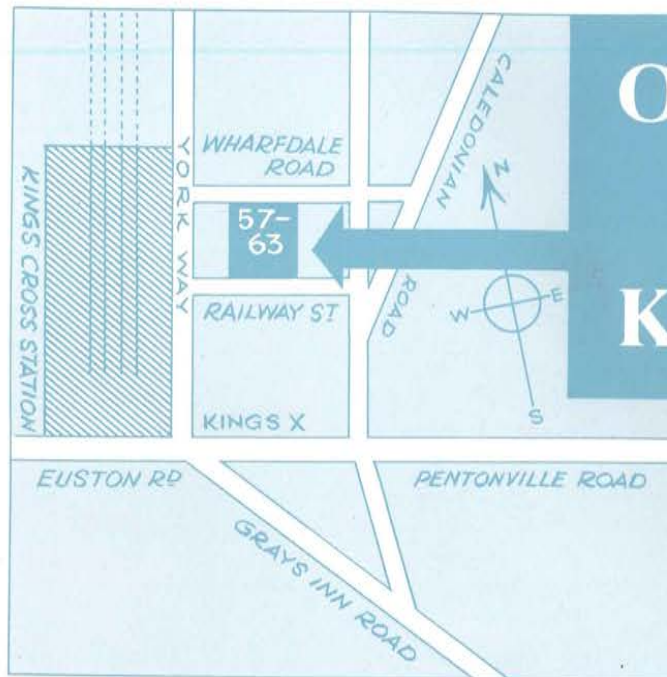 O
K
WHARFDALE
ROAD
CALEDONIAN
ROAD
YORK WAY
KINGS CROSS STATION
57-
63
N
W
E
S
RAILWAY ST
KINGS X
EUSTON RD
PENTONVILLE ROAD
GRAYS INN ROAD